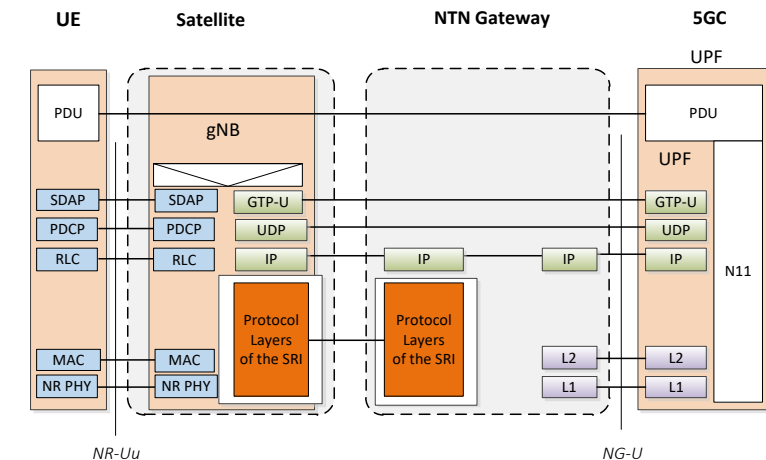 UE
Satellite
NTN Gateway
5GC
UPF
PDU
gNB
PDU
UPF
SDAP
SDAP
GTP-U
GTP-U
PDCP
PDCP
UDP
UDP
RLC
RLC
IP
IP
IP
IP
N11
Protocol
Layers
of the SRI
Protocol
Layers
of the SRI
MAC
MAC
L2
L2
NR PHY
NR PHY
L1
L1
NR-Uu
NG-U